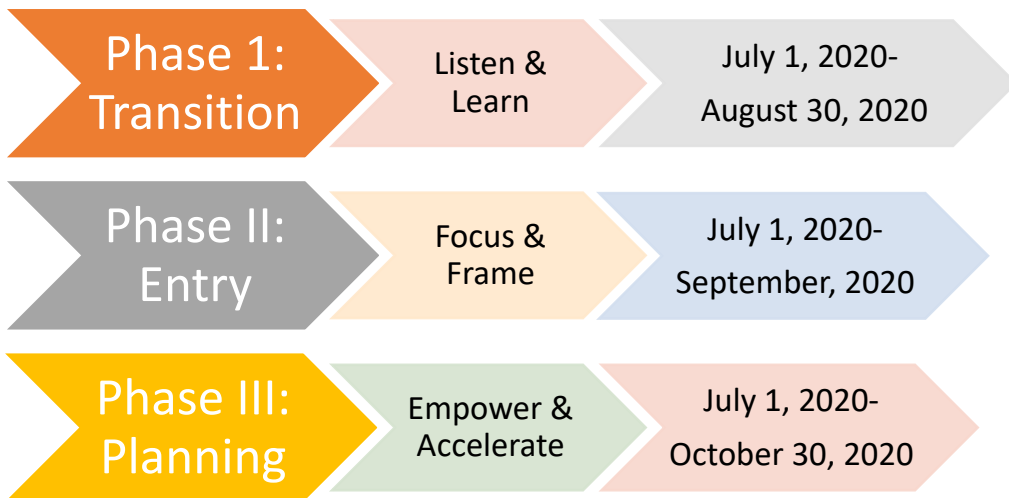 Phase 1:
Transition
Listen &
Learn
July 1, 2020-
August 30, 2020
Phase II:
Entry
Focus &
Frame
July 1, 2020-
September, 2020
Phase III:
Planning
Empower &
Accelerate
July 1, 2020-
October 30, 2020